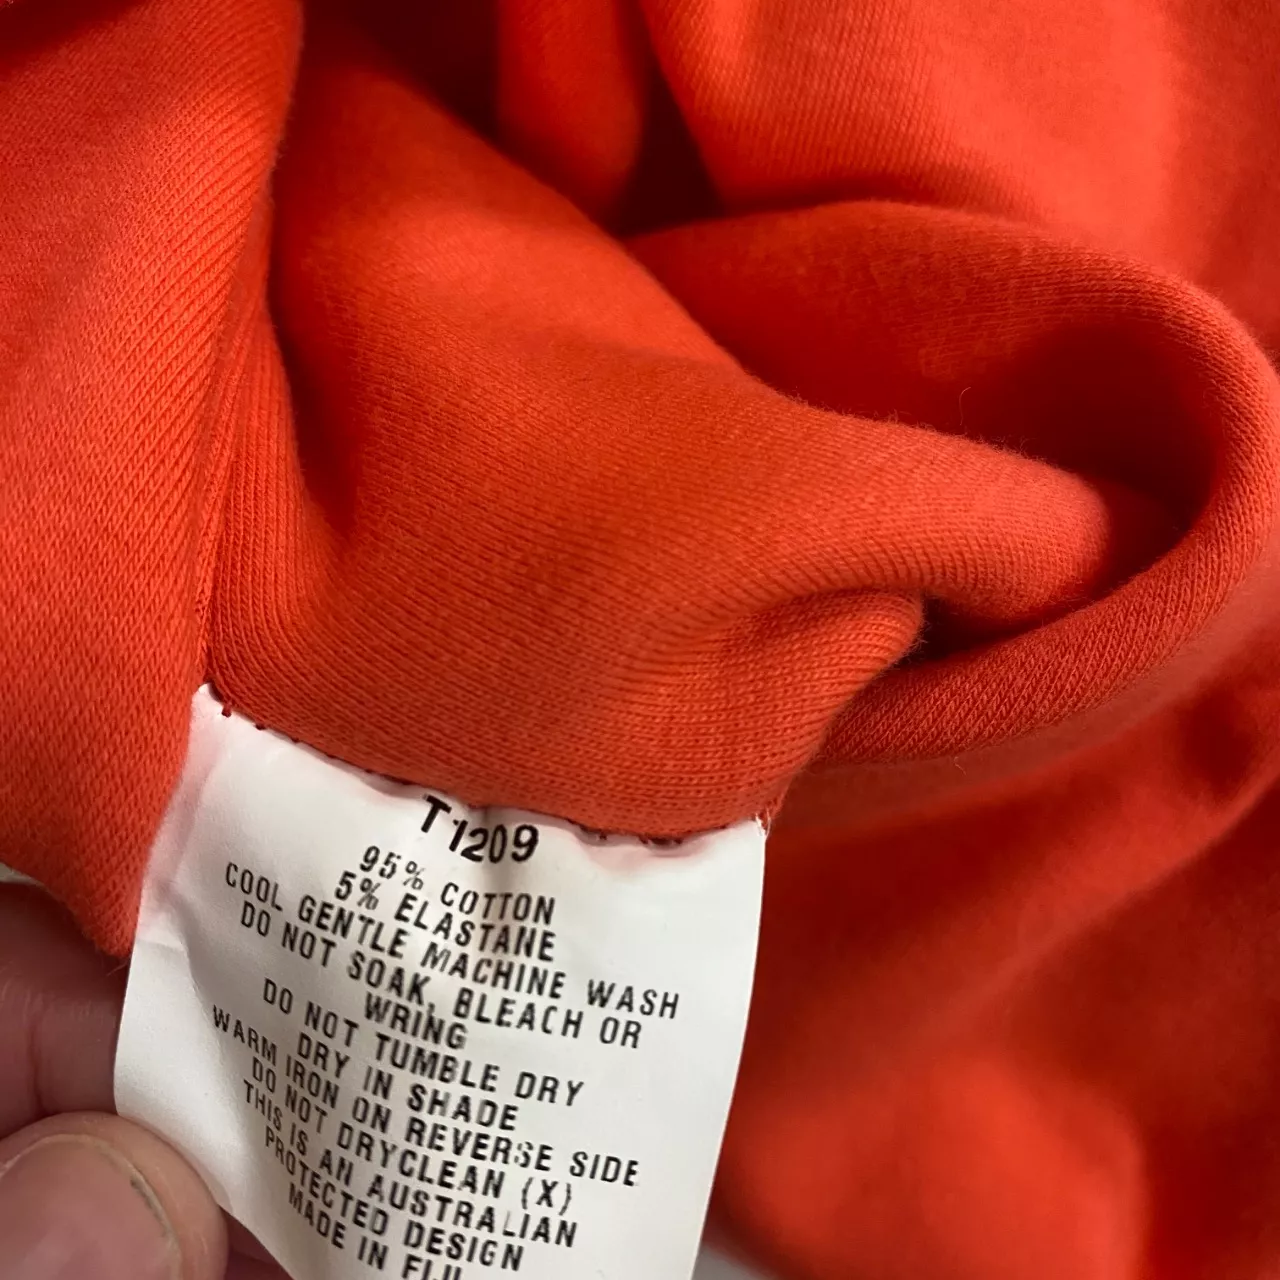 T1209
95% COTTON
5% ELASTANE
COOL GENTLE MACHINE WASH
DO NOT SOAK, BLEACH OR
WRING
DO NOT TUMBLE DRY
DRY IN SHADE
WARM IRON ON REVERSE SIDE
DO NOT DRYCLEAN (X)
THIS IS AN AUSTRALIAN
PROTECTED DESIGN
MADE IN FIJI